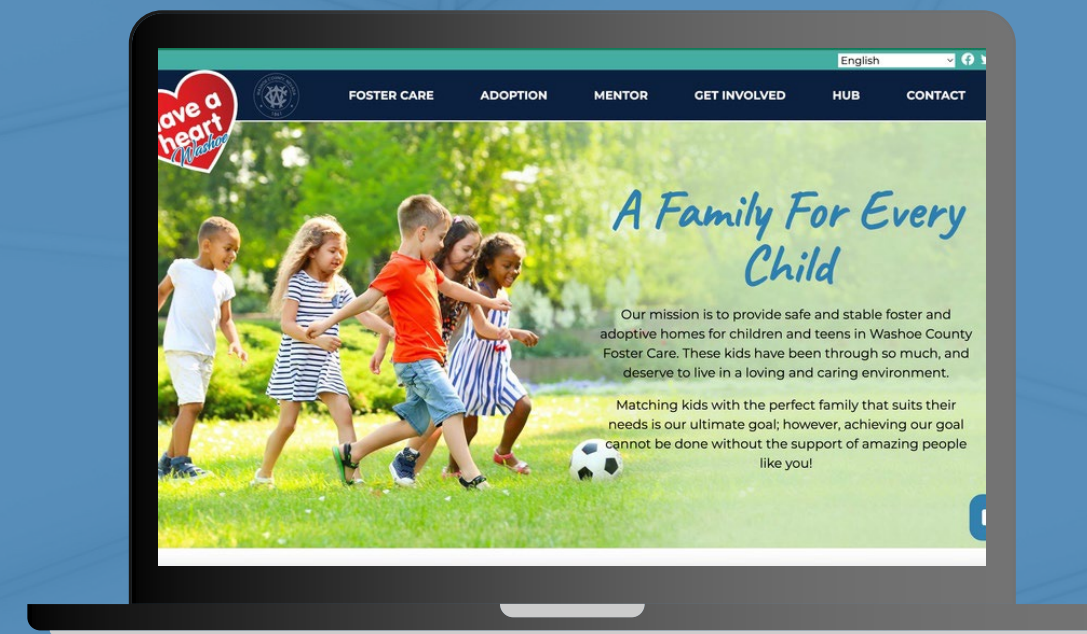 English
have a
heart
Washoe
FOSTER CARE ADOPTION MENTOR GET INVOLVED HUB CONTACT
A Family For Every
Child
Our mission is to provide safe and stable foster and
adoptive homes for children and teens in Washoe County
Foster Care. These kids have been through so much, and
deserve to live in a loving and caring environment.
Matching kids with the perfect family that suits their
needs is our ultimate goal; however, achieving our goal
cannot be done without the support of amazing people
like you!